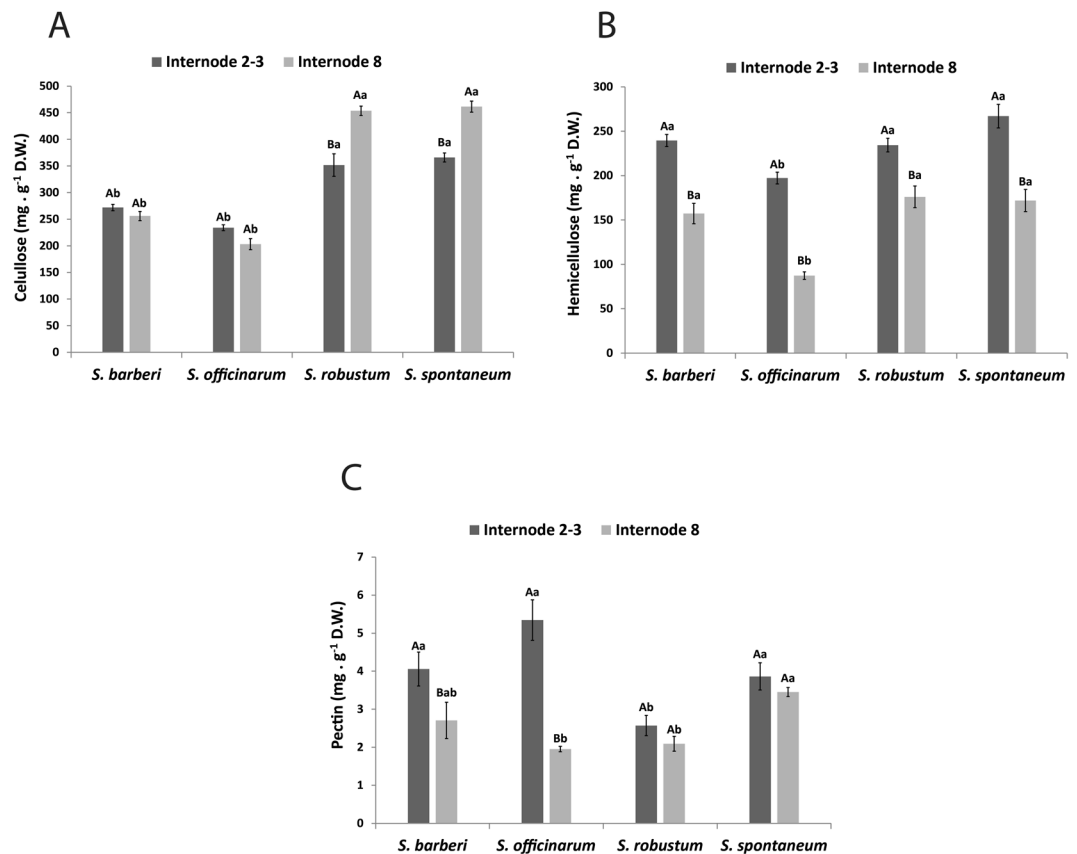 A
Internode 2-3 Internode 8
Celullose (mg . g-1 D.W.)
500
450
400
350
300
250
200
150
100
50
0
Ab Ab Ab Ab Ba Aa Ba Aa
S. barberi S. officinarum S. robustum S. spontaneum
B
Internode 2-3 Internode 8
Hemicellulose (mg . g-1 D.W.)
300
250
200
150
100
50
0
Aa Ba Ab Bb Aa Ba Aa Ba
S. barberi S. officinarum S. robustum S. spontaneum
C
Internode 2-3 Internode 8
Pectin (mg . g-1 D.W.)
7
6
5
4
3
2
1
0
Aa Bab Aa Bb Ab Ab Aa Aa
S. barberi S. officinarum S. robustum S. spontaneum